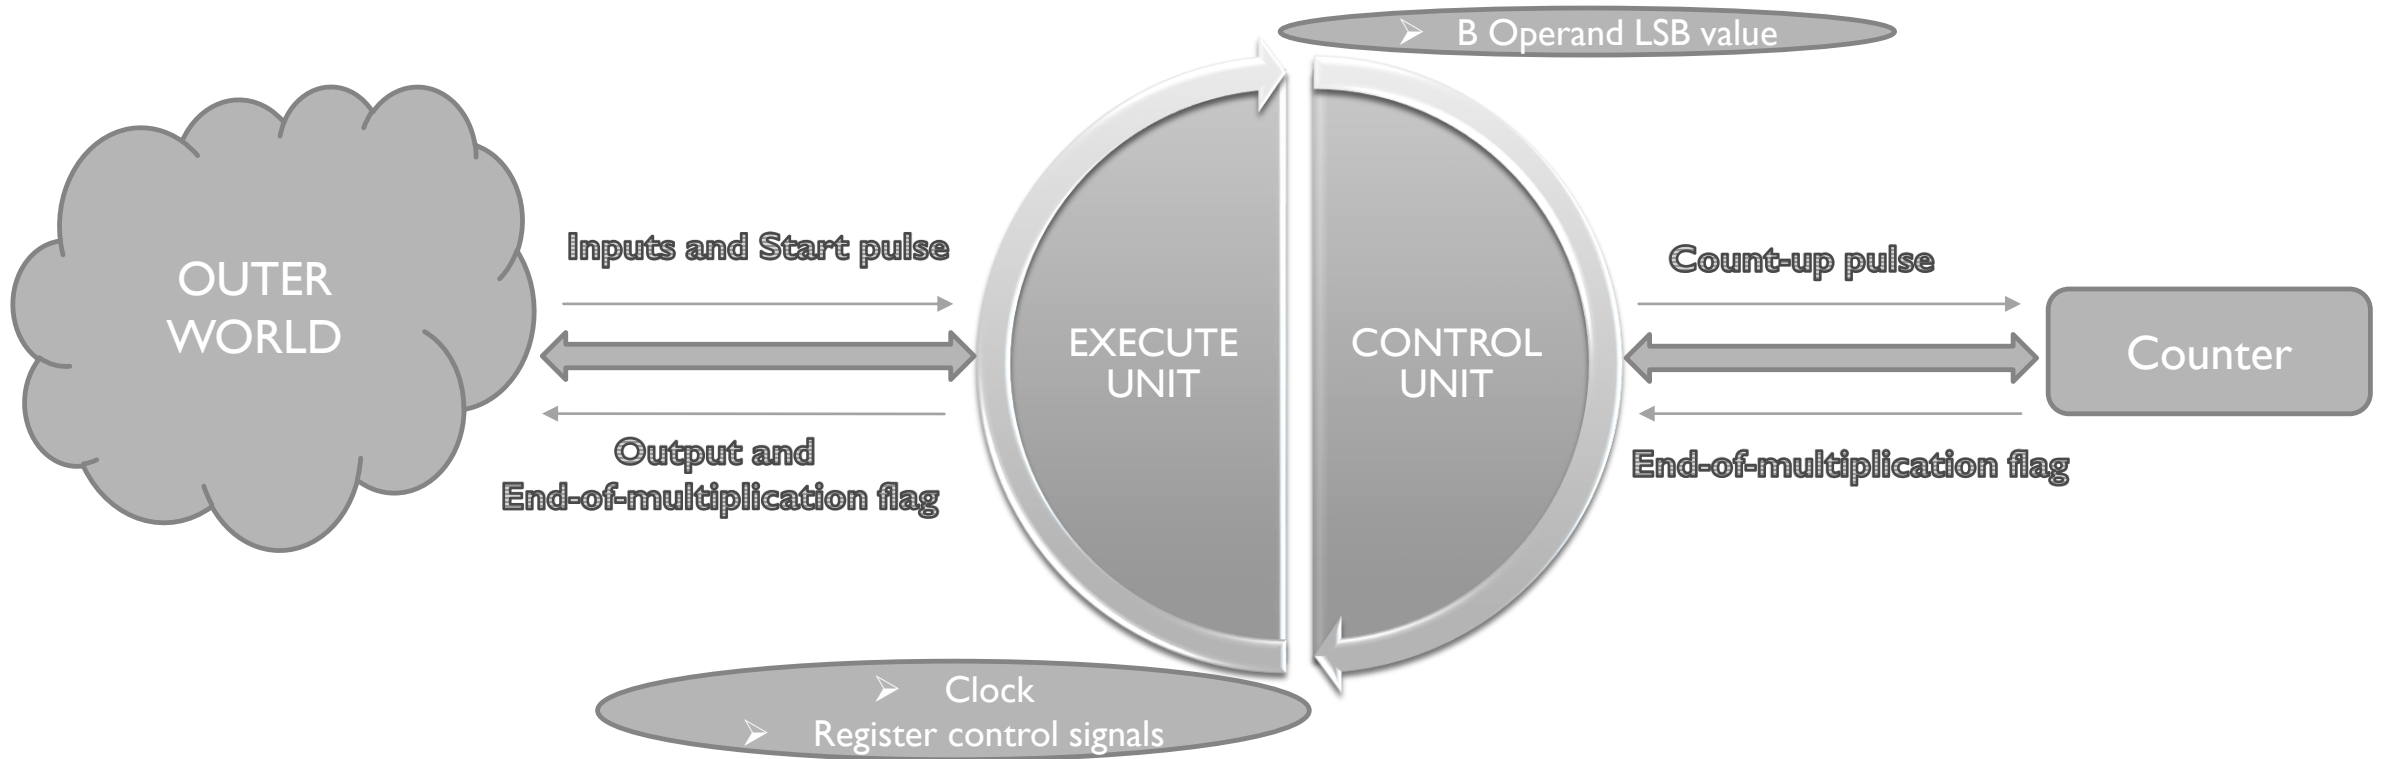 B Operand LSB value
OUTER
WORLD
Inputs and Start pulse
Output and
End-of-multiplication flag
EXECUTE
UNIT
CONTROL
UNIT
Count-up pulse
End-of-multiplication flag
Counter
Clock
Register control signals